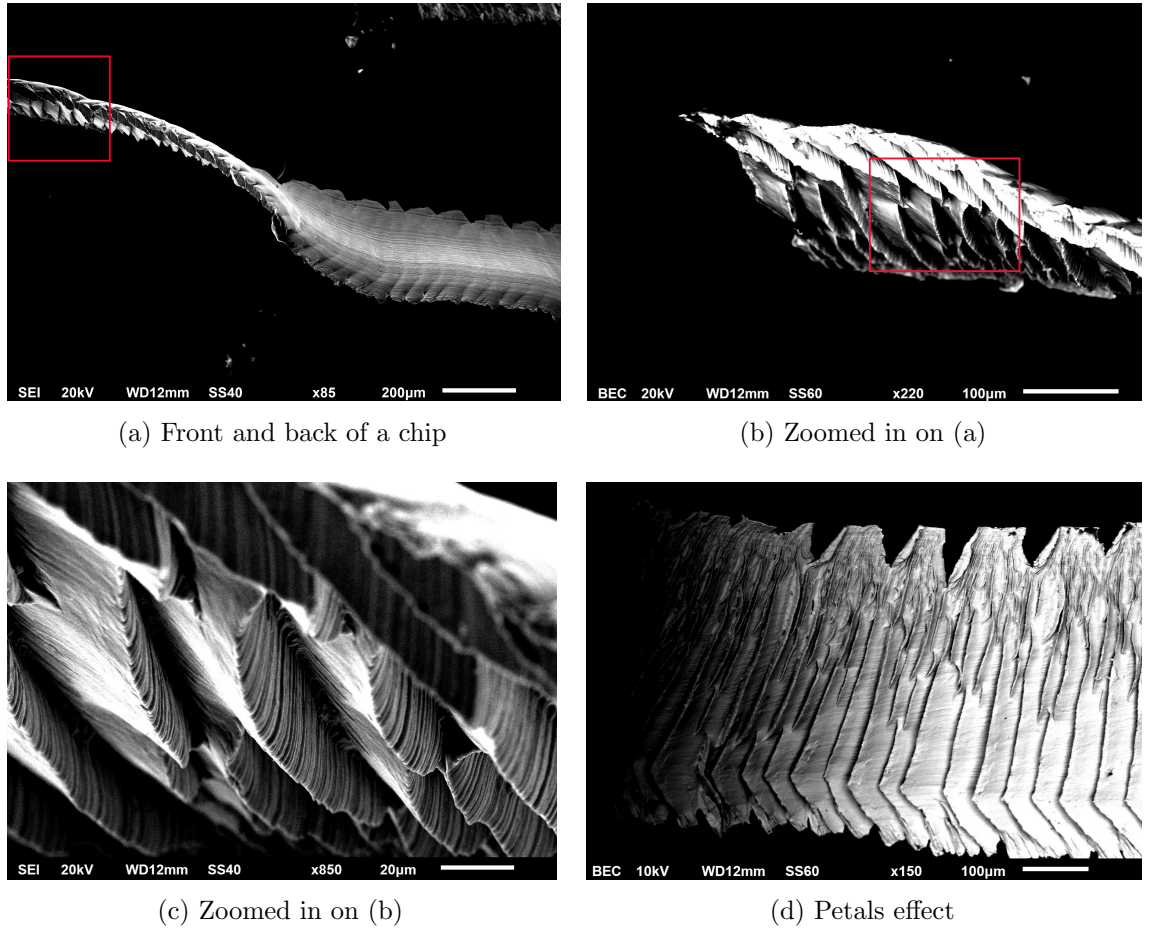 SEI 20kV WD12mm SS40 x85 200µm
BEC 20kV WD12mm SS60 x220 100µm
(a) Front and back of a chip
(b) Zoomed in on (a)
SEI 20kV WD12mm SS40 x850 20µm
BEC 10kV WD12mm SS60 x150 100µm
(c) Zoomed in on (b)
(d) Petals effect